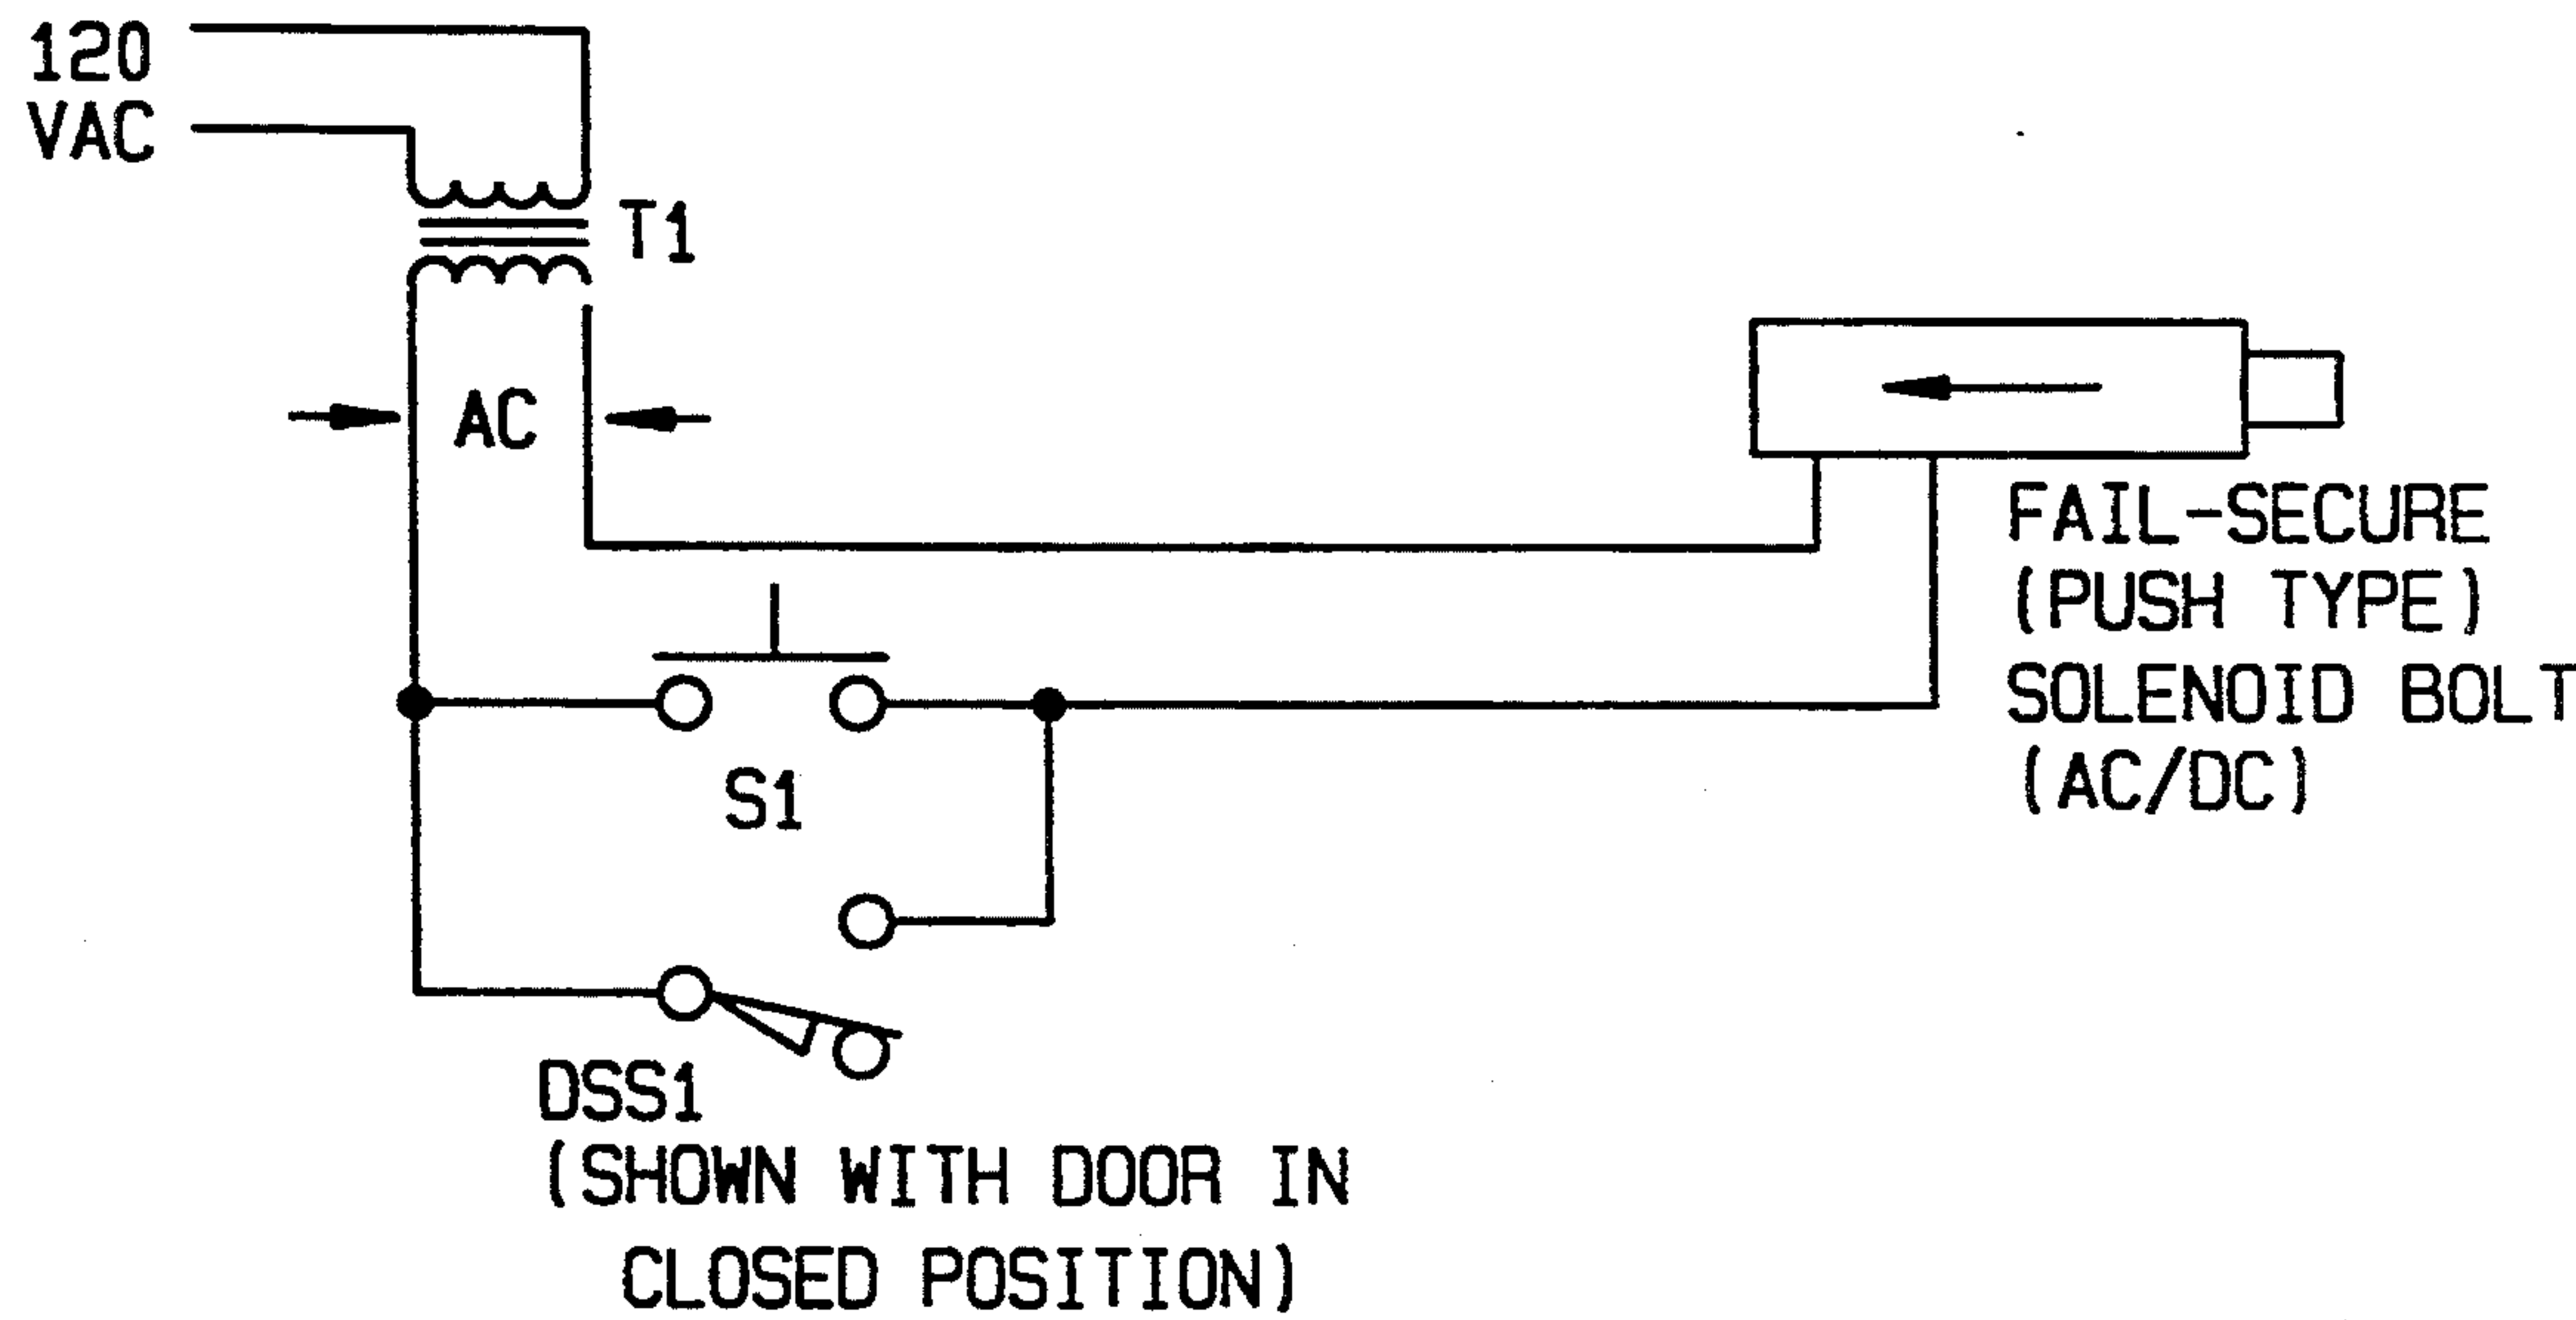 120
VAC
T1
AC
FAIL-SECURE
(PUSH TYPE)
SOLENOID BOLT
(AC/DC)
S1
DSS1
(SHOWN WITH DOOR IN
CLOSED POSITION)